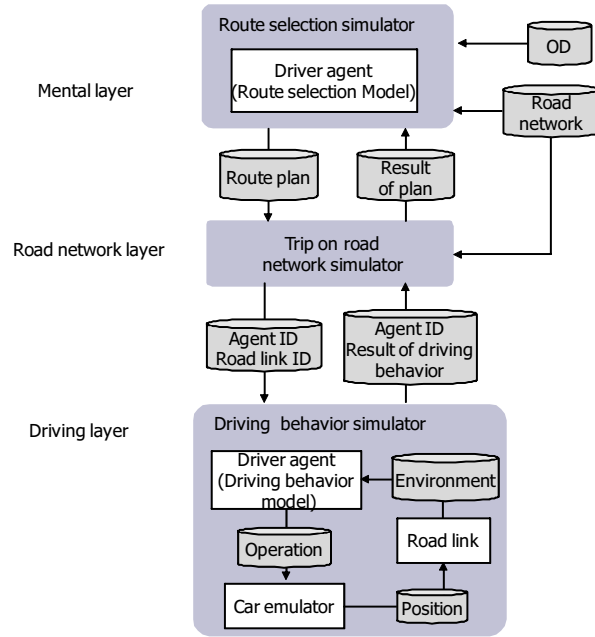 Route selection simulator
OD
Driver agent
(Route selection Model)
Mental layer
Road
network
Route plan
Result
of plan
Road network layer
Trip on road
network simulator
Agent ID
Road link ID
Agent ID
Result of driving
behavior
Driving layer
Driving behavior simulator
Driver agent
(Driving behavior
model)
Environment
Road link
Operation
Car emulator
Position